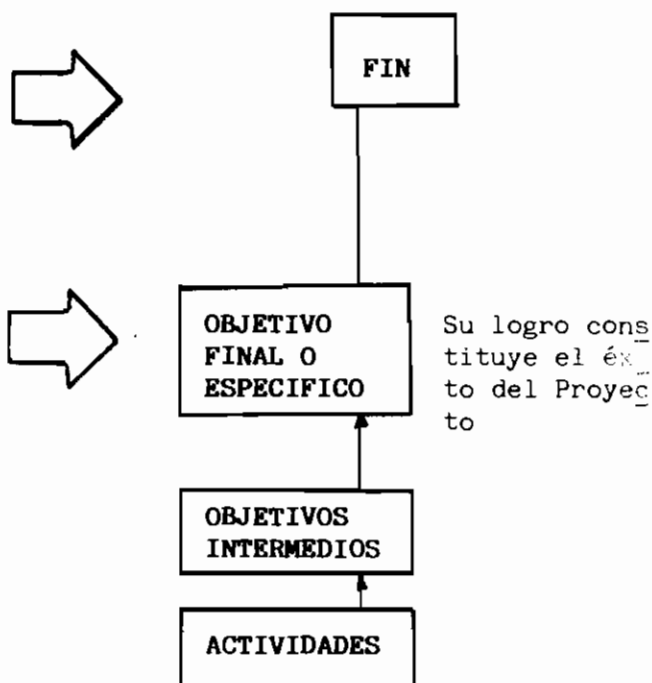 FIN
OBJETIVO
FINAL O
ESPECIFICO
Su logro cons
tituye el éx
to del Proyec
to
OBJETIVOS
INTERMEDIOS
ACTIVIDADES